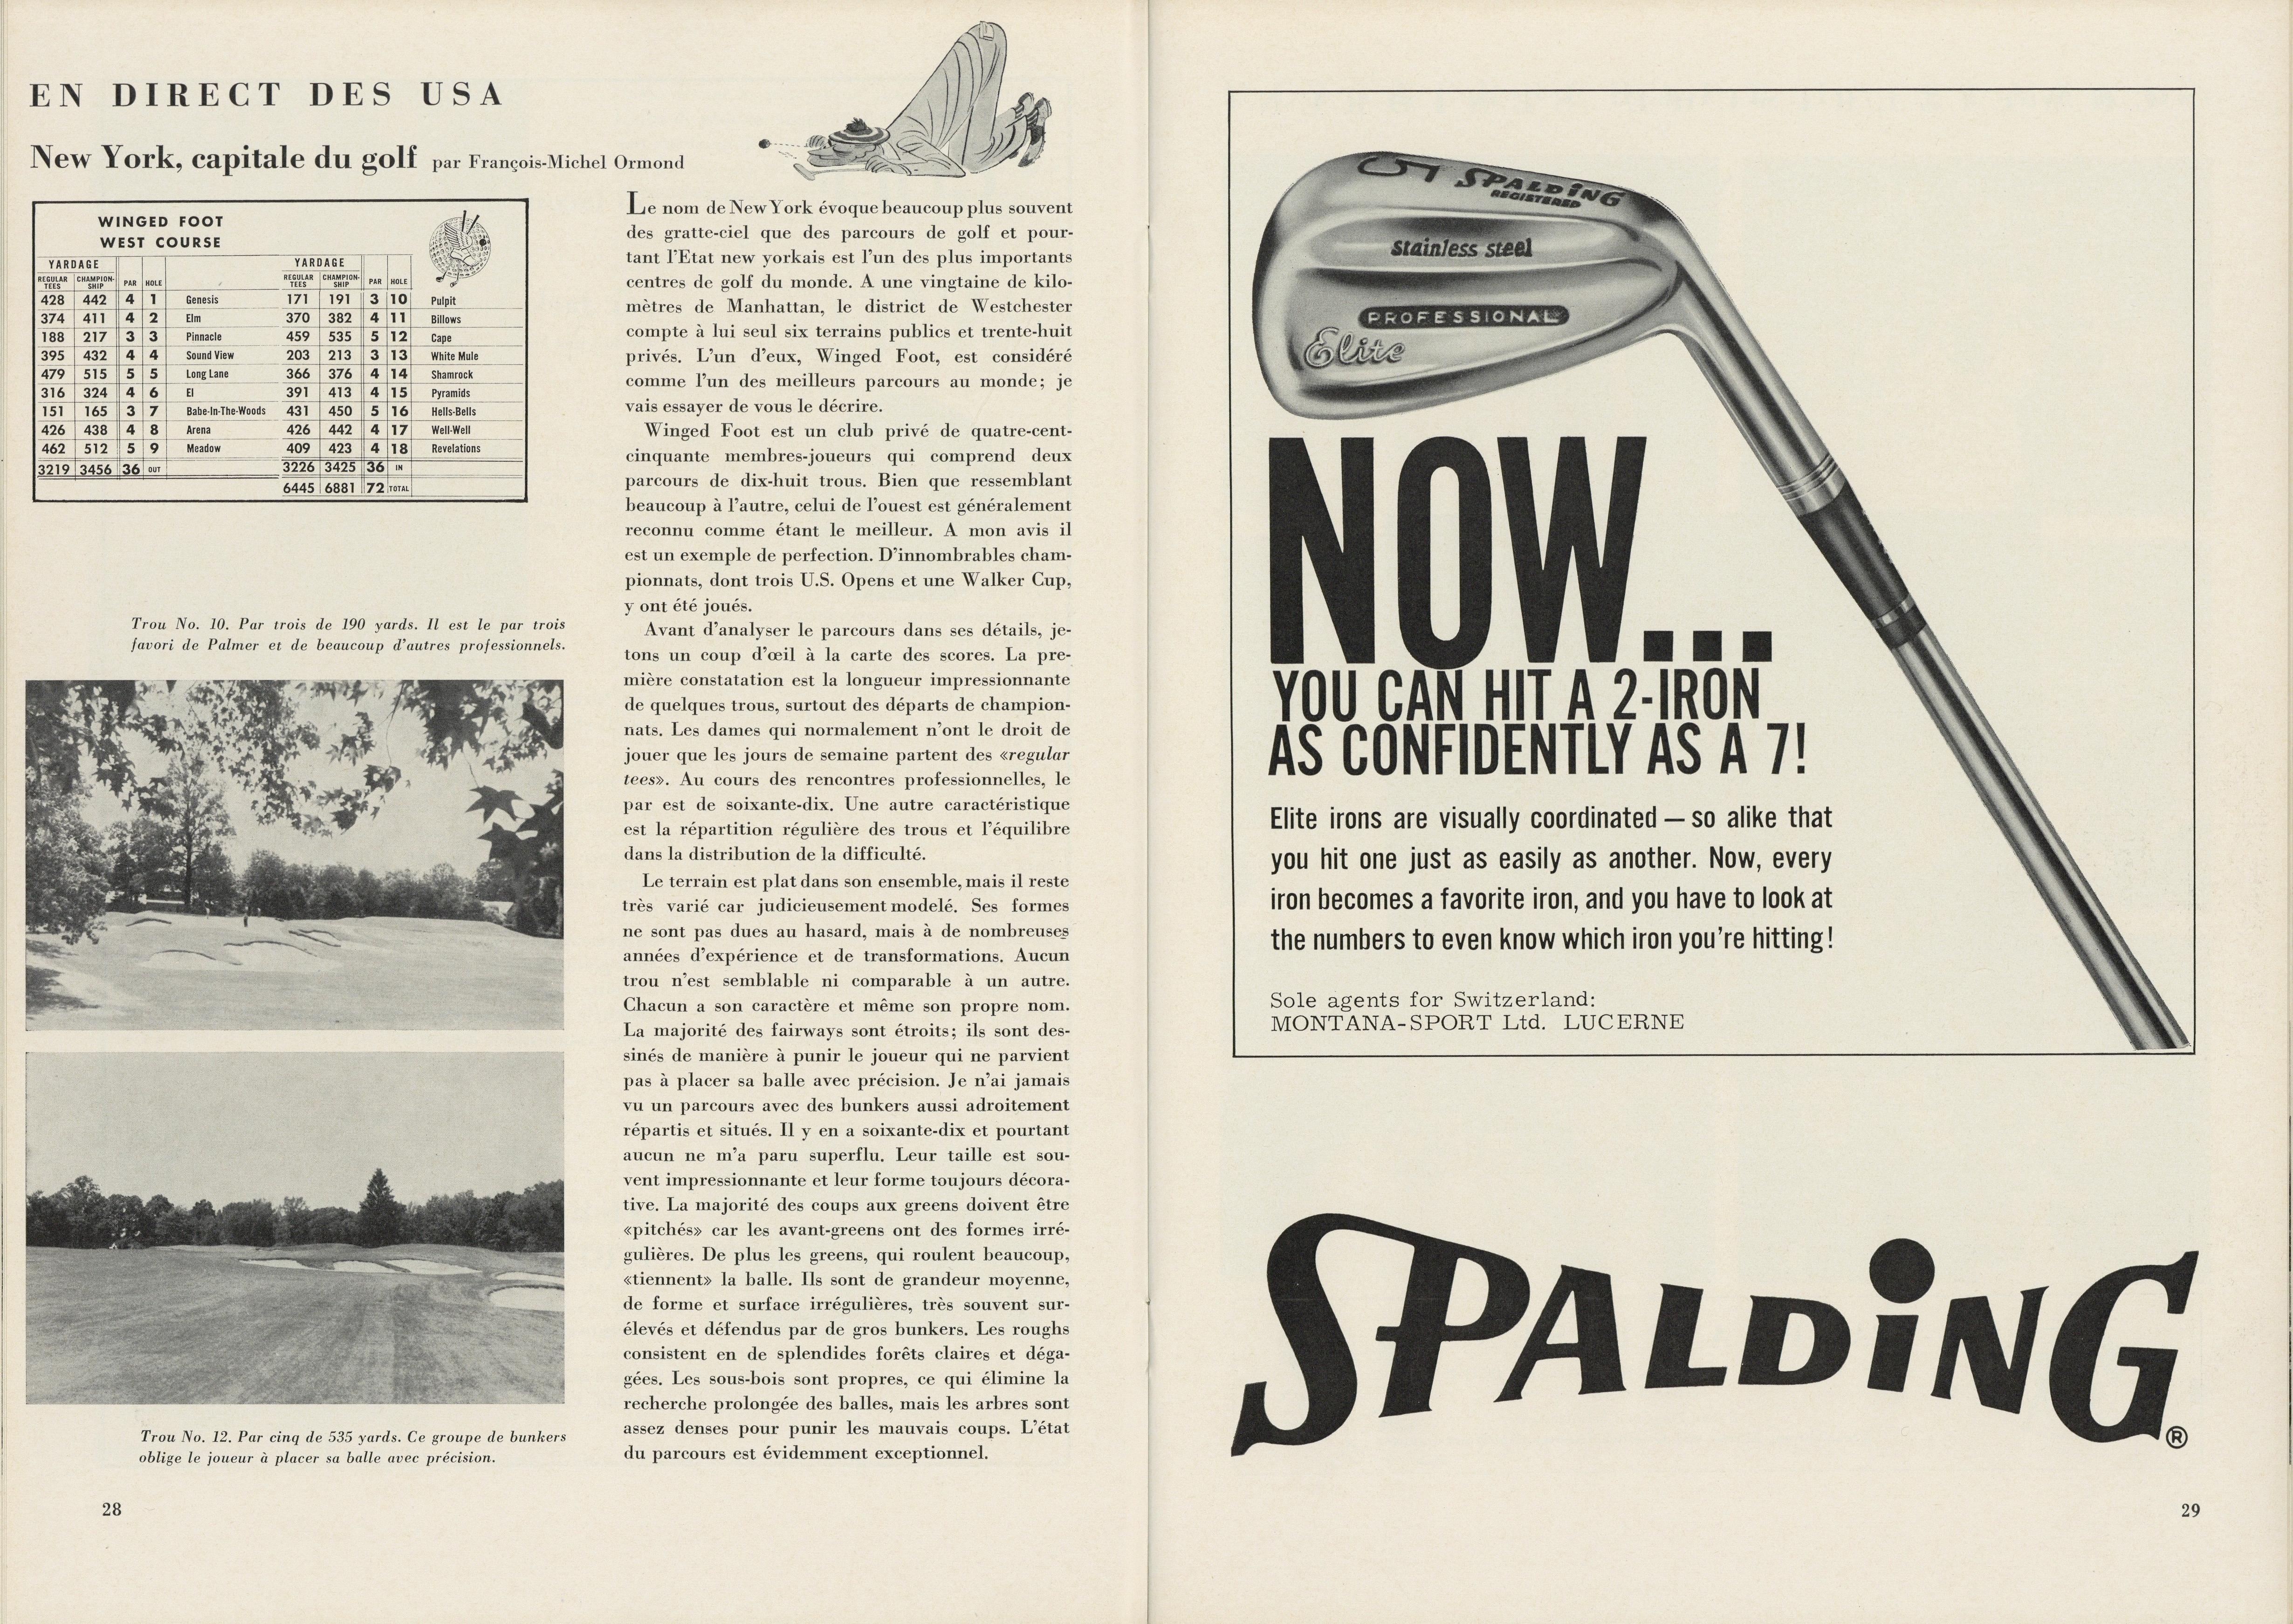 EN DIRECT DES USA
New York, capitale du golf par François-Michel Ormond
WINGED FOOT
WEST COURSE
YARDAGE YARDAGE
REGULAR TEES CHAMPION-SHIP PAR HOLE REGULAR TEES CHAMPION-SHIP PAR HOLE
428 442 4 1 Genesis 171 191 3 10 Pulpit
374 411 4 2 Elm 370 382 4 11 Billows
188 217 3 3 Pinnacle 459 535 5 12 Cape
395 432 4 4 Sound View 203 213 3 13 White Mule
479 515 5 5 Long Lane 366 376 4 14 Shamrock
316 324 4 6 El 391 413 4 15 Pyramids
151 165 3 7 Babe-In-The-Woods 431 450 5 16 Hells-Bells
426 438 4 8 Arena 426 442 4 17 Well-Well
462 512 5 9 Meadow 409 423 4 18 Revelations
3219 3456 36 OUT 3226 3425 36 IN
6445 6881 72 TOTAL
Trou No. 10. Par trois de 190 yards. Il est le par trois
favori de Palmer et de beaucoup d'autres professionnels.
Trou No. 12. Par cinq de 535 yards. Ce groupe de bunkers
oblige le joueur à placer sa balle avec précision.
28
Le nom de New York évoque beaucoup plus souvent
des gratte-ciel que des parcours de golf et pour-
tant l'Etat new yorkais est l'un des plus importants
centres de golf du monde. A une vingtaine de kilo-
mètres de Manhattan, le district de Westchester
compte à lui seul six terrains publics et trente-huit
privés. L'un d'eux, Winged Foot, est considéré
comme l'un des meilleurs parcours au monde; je
vais essayer de vous le décrire.
Winged Foot est un club privé de quatre-cent-
cinquante membres-joueurs qui comprend deux
parcours de dix-huit trous. Bien que ressemblant
beaucoup à l'autre, celui de l'ouest est généralement
reconnu comme étant le meilleur. A mon avis il
est un exemple de perfection. D'innombrables cham-
pionnats, dont trois U.S. Opens et une Walker Cup,
y ont été joués.
Avant d'analyser le parcours dans ses détails, je-
tons un coup d'œil à la carte des scores. La pre-
mière constatation est la longueur impressionnante
de quelques trous, surtout des départs de champion-
nats. Les dames qui normalement n'ont le droit de
jouer que les jours de semaine partent des «regular
tees». Au cours des rencontres professionnelles, le
par est de soixante-dix. Une autre caractéristique
est la répartition régulière des trous et l'équilibre
dans la distribution de la difficulté.
Le terrain est plat dans son ensemble, mais il reste
très varié car judicieusement modelé. Ses formes
ne sont pas dues au hasard, mais à de nombreuses
années d'expérience et de transformations. Aucun
trou n'est semblable ni comparable à un autre.
Chacun a son caractère et même son propre nom.
La majorité des fairways sont étroits; ils sont des-
sinés de manière à punir le joueur qui ne parvient
pas à placer sa balle avec précision. Je n'ai jamais
vu un parcours avec des bunkers aussi adroitement
répartis et situés. Il y en a soixante-dix et pourtant
aucun ne m'a paru superflu. Leur taille est sou-
vent impressionnante et leur forme toujours décora-
tive. La majorité des coups aux greens doivent être
«pitchés» car les avant-greens ont des formes irré-
gulières. De plus les greens, qui roulent beaucoup,
«tiennent» la balle. Ils sont de grandeur moyenne,
de forme et surface irrégulières, très souvent sur-
élevés et défendus par de gros bunkers. Les roughs
consistent en de splendides forêts claires et déga-
gées. Les sous-bois sont propres, ce qui élimine la
recherche prolongée des balles, mais les arbres sont
assez denses pour punir les mauvais coups. L'état
du parcours est évidemment exceptionnel.
5 SPALDiNG
REGISTERED
stainless steel
PROFESSIONAL
Elite
NOW...
YOU CAN HIT A 2-IRON
AS CONFIDENTLY AS A 7!
Elite irons are visually coordinated — so alike that
you hit one just as easily as another. Now, every
iron becomes a favorite iron, and you have to look at
the numbers to even know which iron you're hitting!
Sole agents for Switzerland:
MONTANA-SPORT Ltd. LUCERNE
SPALDiNG®
29